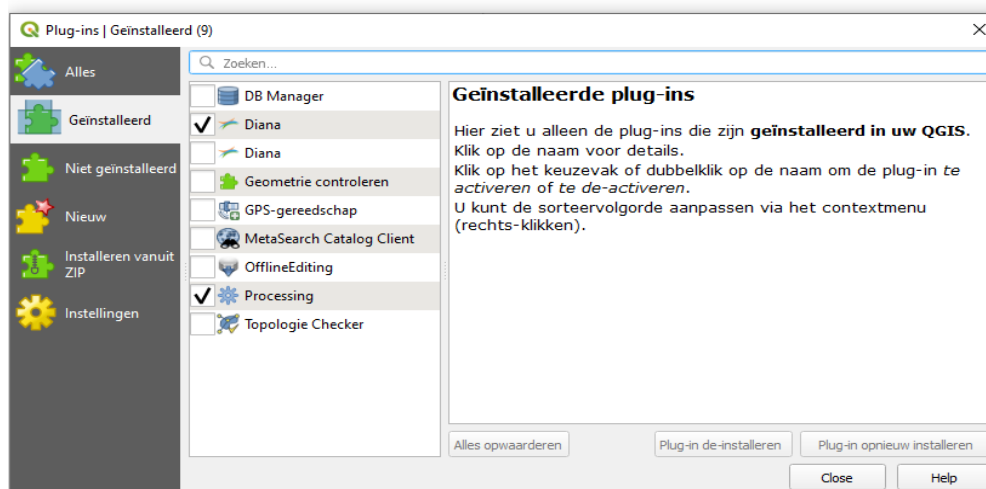 Plug-ins | Geïnstalleerd (9)
Alles
Geïnstalleerd
Niet geïnstalleerd
Nieuw
Installeren vanuit
ZIP
Instellingen
Zoeken...
DB Manager
Diana
Diana
Geometrie controleren
GPS-gereedschap
MetaSearch Catalog Client
OfflineEditing
Processing
Topologie Checker
Geïnstalleerde plug-ins
Hier ziet u alleen de plug-ins die zijn geïnstalleerd in uw QGIS.
Klik op de naam voor details.
Klik op het keuzevak of dubbelklik op de naam om de plug-in te
activeren of te de-activeren.
U kunt de sorteervolgorde aanpassen via het contextmenu
(rechts-klikken).
Alles opwaarderen
Plug-in de-installeren
Plug-in opnieuw installeren
Close
Help